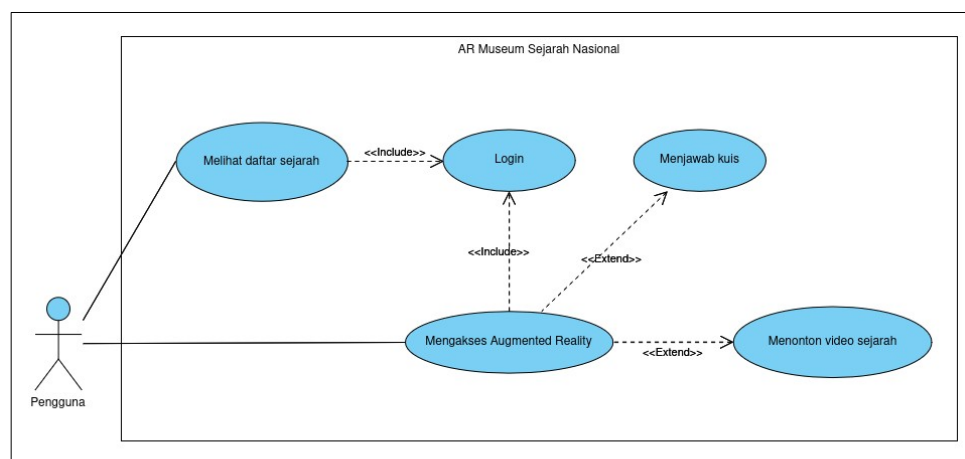 AR Museum Sejarah Nasional
Melihat daftar sejarah
<<Include>>
Login
Menjawab kuis
<<Include>>
<<Extend>>
Mengakses Augmented Reality
<<Extend>>
Menonton video sejarah
Pengguna